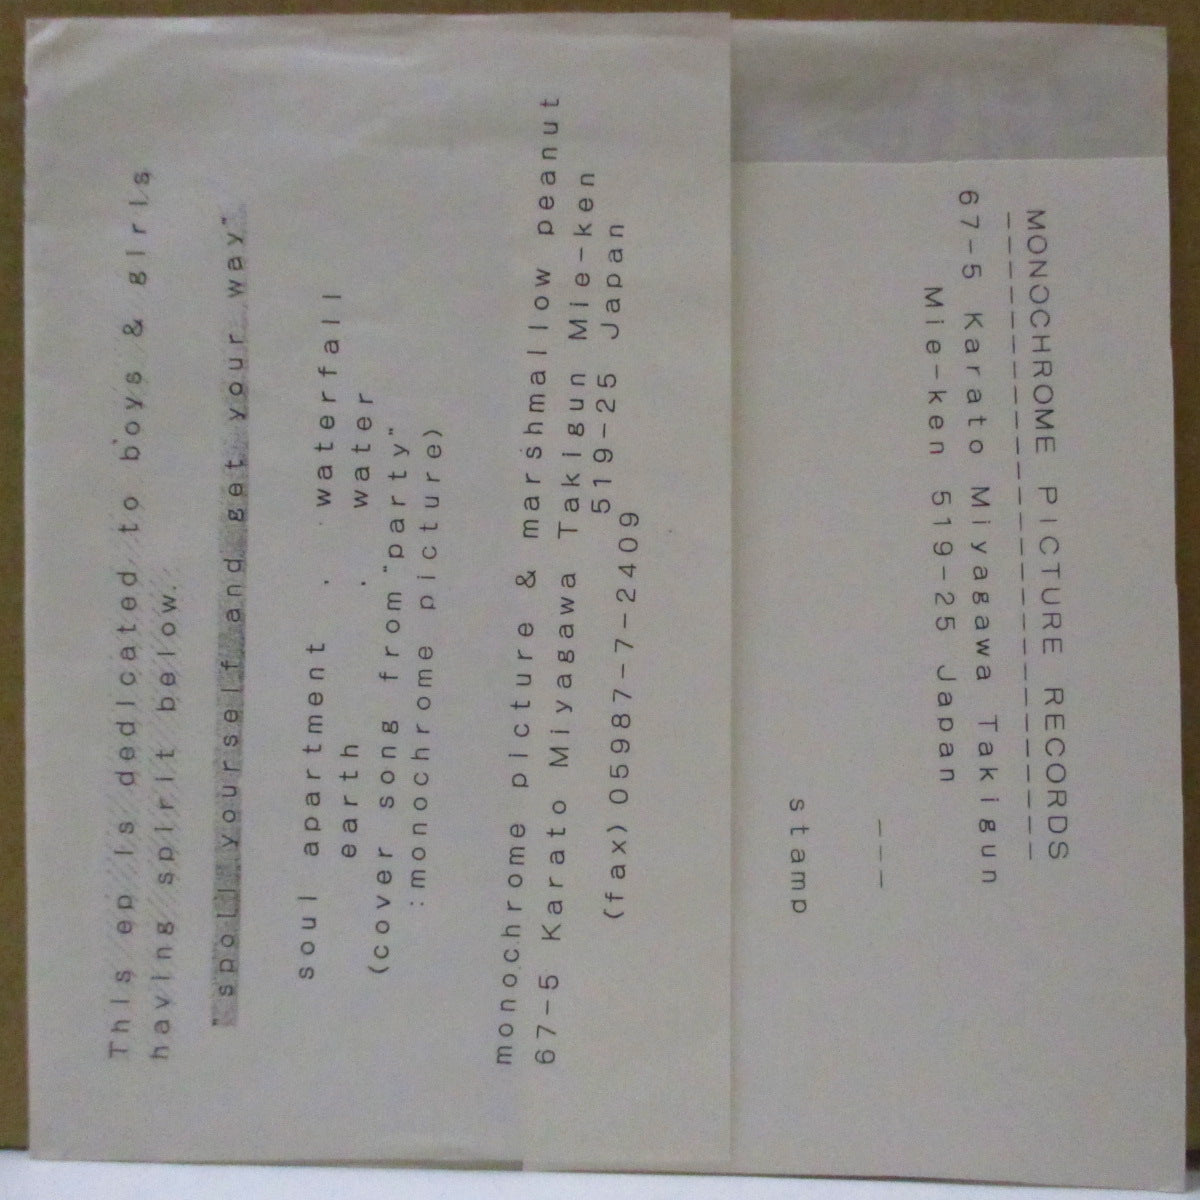 This ep is dedicated to boys & girls
having spirit below.
"spoil yourself and get your way"
soul apartment . waterfall
earth . water
(cover song from "party"
:monochrome picture)
monochrome picture & marshmallow peanut
67-5 Karato Miyagawa Takigun Mie-ken
519-25 Japan
(fax)05987-7-2409
MONOCHROME PICTURE RECORDS
67-5 Karato Miyagawa Takigun
Mie-ken 519-25 Japan
stamp